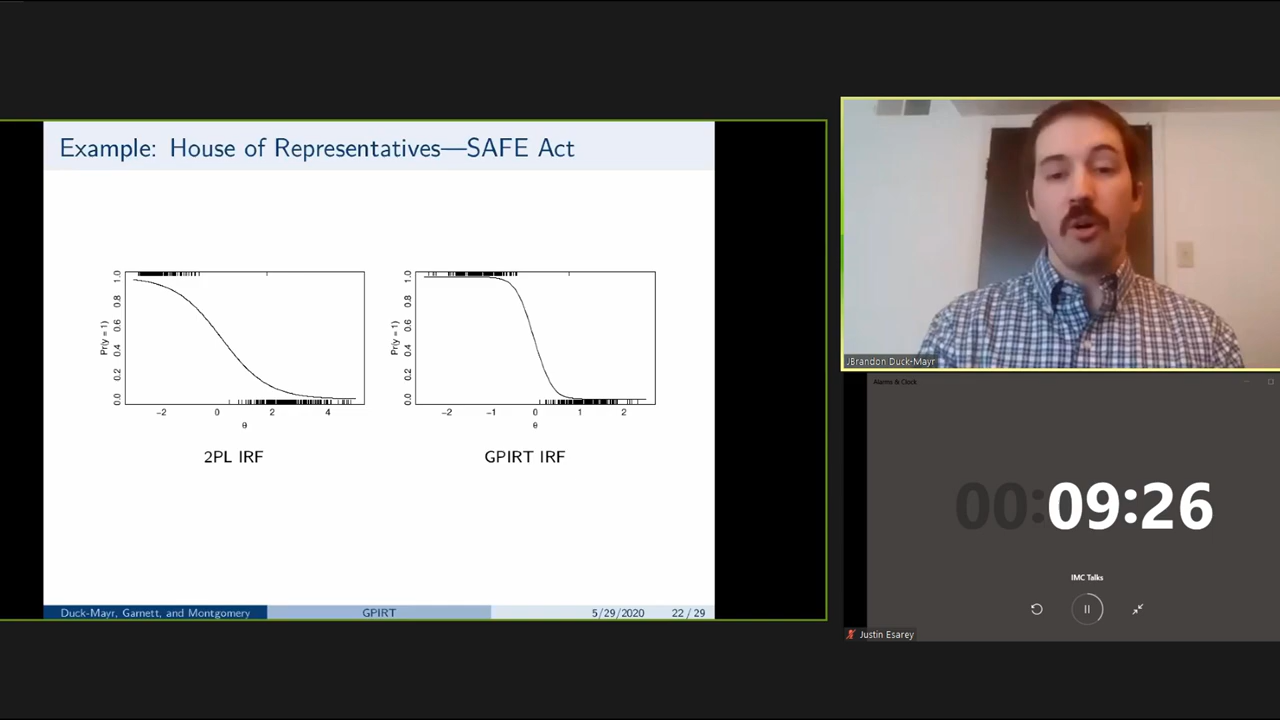 Example: House of Representatives—SAFE Act
1.0
0.8
0.6
0.4
0.2
0.0
Pr(y = 1)
−2
0
2
4
θ
2PL IRF
1.0
0.8
0.6
0.4
0.2
0.0
Pr(y = 1)
−2
−1
0
1
2
θ
GPIRT IRF
Duck-Mayr, Garnett, and Montgomery
GPIRT
5/29/2020
22 / 29
JBrandon Duck-Mayr
Alarms & Clock
00:09:26
IMC Talks
Justin Esarey